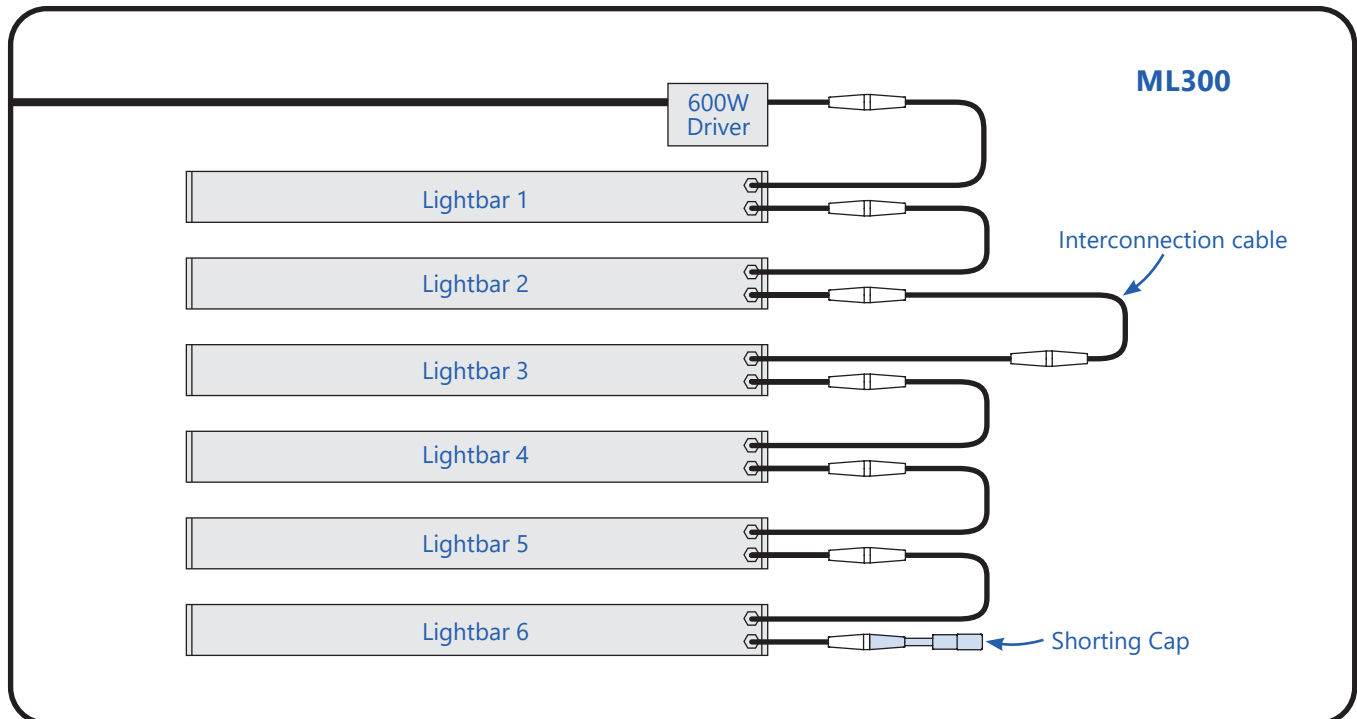 ML300
600W
Driver
Lightbar 1
Interconnection cable
Lightbar 2
Lightbar 3
Lightbar 4
Lightbar 5
Lightbar 6
Shorting Cap